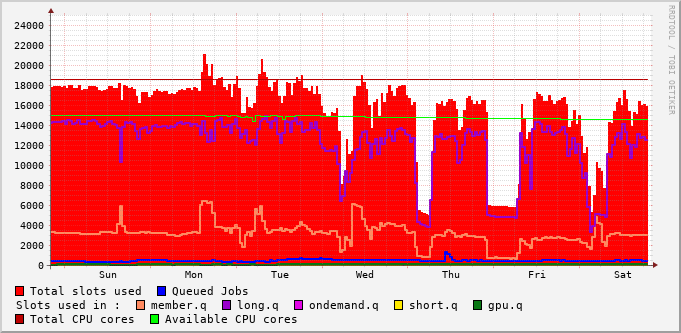 RRDTOOL / TOBI OETIKER
24000
22000
20000
18000
16000
14000
12000
10000
8000
6000
4000
2000
0
Sun Mon Tue Wed Thu Fri Sat
Total slots used Queued Jobs
Slots used in : member.q long.q ondemand.q short.q gpu.q
Total CPU cores Available CPU cores